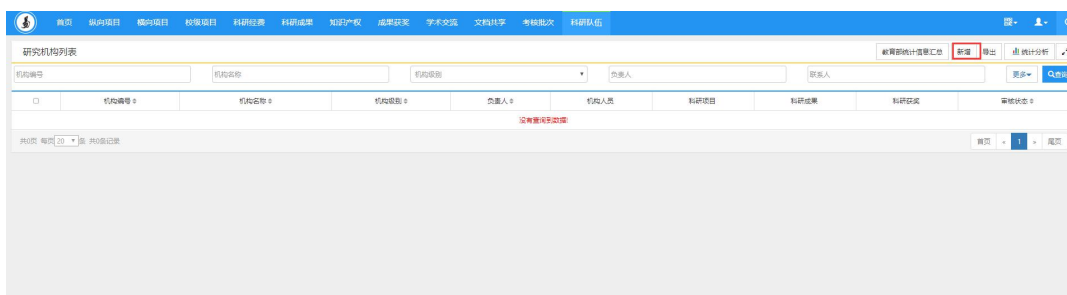 首页 纵向项目 横向项目 校级项目 科研经费 科研成果 知识产权 成果获奖 学术交流 文档共享 考核批次 科研队伍
研究机构列表 教育部统计信息汇总 新增 导出 统计分析
机构编号 机构名称 机构级别 负责人 联系人 更多 查询
机构编号 机构名称 机构级别 负责人 机构人员 科研项目 科研成果 科研获奖 审核状态
没有查询到数据!
共0页 每页 20 条 共0条记录 首页 « 1 » 尾页